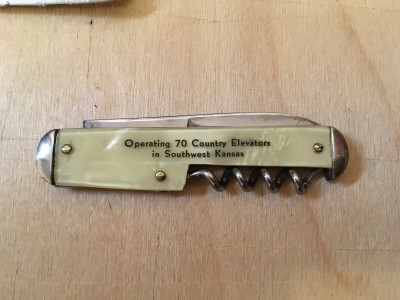 Operating 70 Country Elevators
in Southwest Kansas